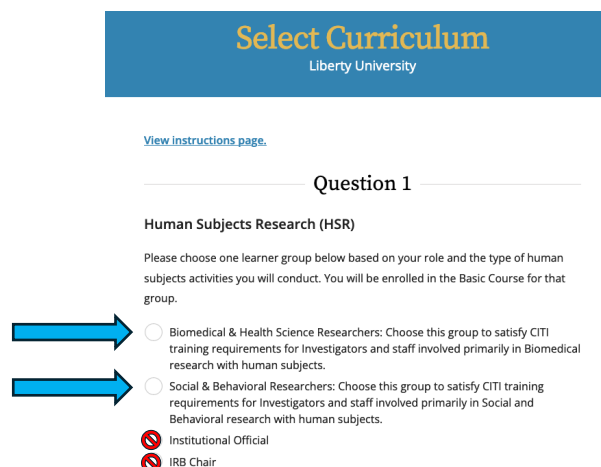 Select Curriculum
Liberty University
View instructions page.
Question 1
Human Subjects Research (HSR)
Please choose one learner group below based on your role and the type of human
subjects activities you will conduct. You will be enrolled in the Basic Course for that
group.
Biomedical & Health Science Researchers: Choose this group to satisfy CITI
training requirements for Investigators and staff involved primarily in Biomedical
research with human subjects.
Social & Behavioral Researchers: Choose this group to satisfy CITI training
requirements for Investigators and staff involved primarily in Social and
Behavioral research with human subjects.
Institutional Official
IRB Chair